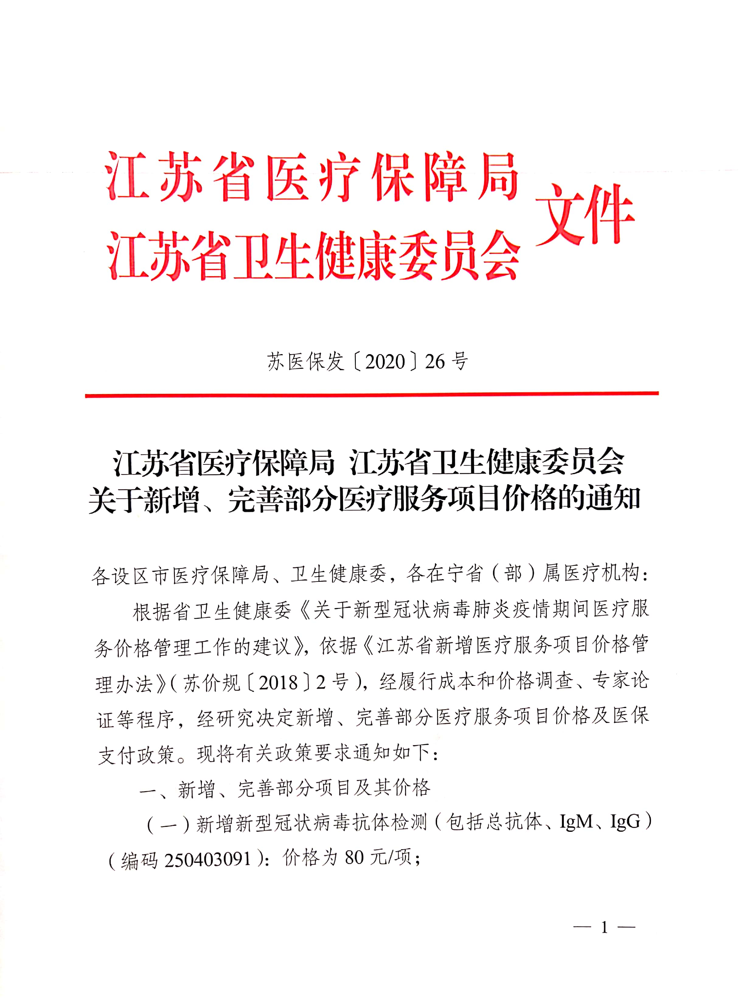 江苏省医疗保障局
文件
江苏省卫生健康委员会
苏医保发〔2020〕26号
江苏省医疗保障局 江苏省卫生健康委员会
关于新增、完善部分医疗服务项目价格的通知
各设区市医疗保障局、卫生健康委，各在宁省（部）属医疗机构：
根据省卫生健康委《关于新型冠状病毒肺炎疫情期间医疗服
务价格管理工作的建议》，依据《江苏省新增医疗服务项目价格管
理办法》（苏价规〔2018〕2号），经履行成本和价格调查、专家论
证等程序，经研究决定新增、完善部分医疗服务项目价格及医保
支付政策。现将有关政策要求通知如下：
一、新增、完善部分项目及其价格
（一）新增新型冠状病毒抗体检测（包括总抗体、IgM、IgG）
（编码 250403091）：价格为 80 元/项；
— 1 —